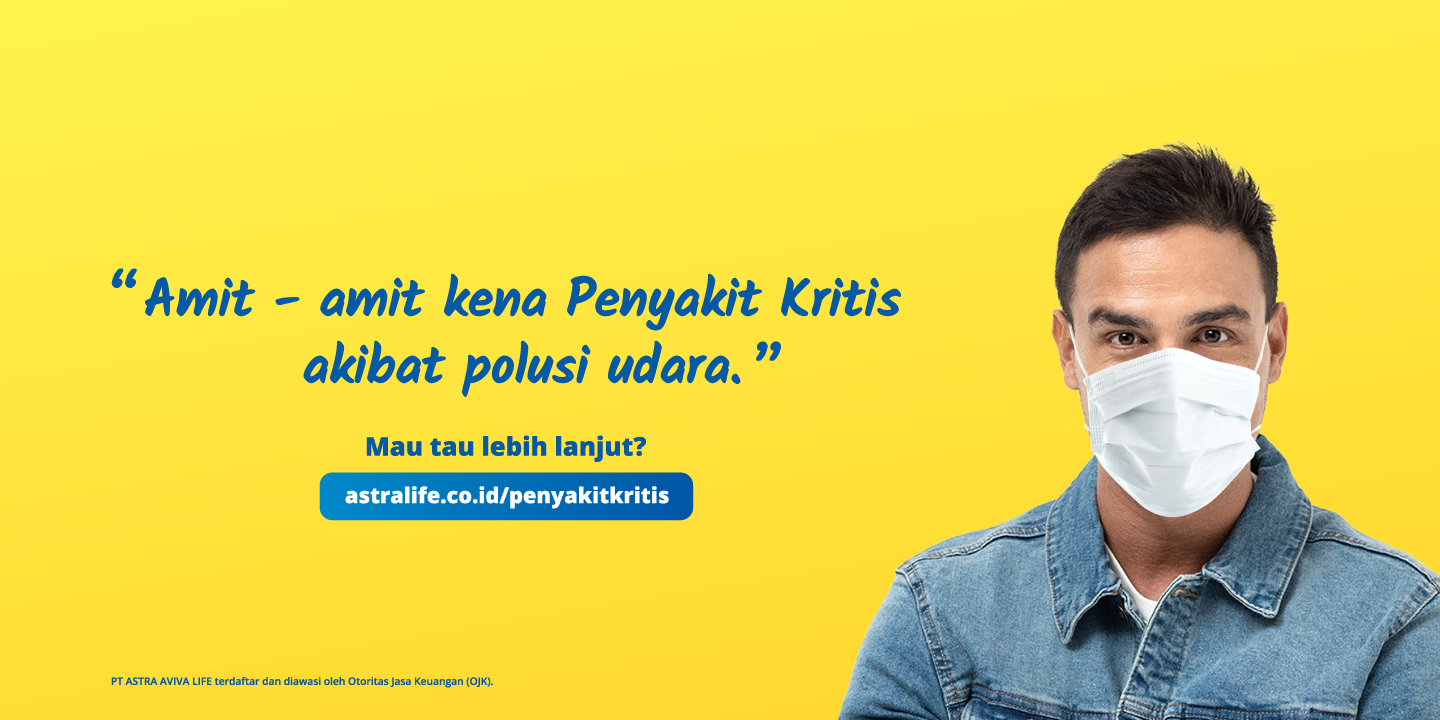 “Amit - amit kena Penyakit Kritis
akibat polusi udara.”
Mau tau lebih lanjut?
astralife.co.id/penyakitkritis
PT ASTRA AVIVA LIFE terdaftar dan diawasi oleh Otoritas Jasa Keuangan (OJK).